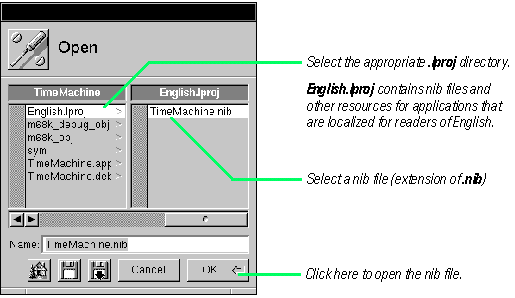 Open
TimeMachine
English.lproj
English.lproj >
m68k_debug_obj >
m68k_obj >
sym >
TimeMachine.app >
TimeMachine.deb >
TimeMachine.nib
Name: TimeMachine.nib
Cancel
OK
Select the appropriate .lproj directory.
English.lproj contains nib files and
other resources for applications that
are localized for readers of English.
Select a nib file (extension of .nib)
Click here to open the nib file.